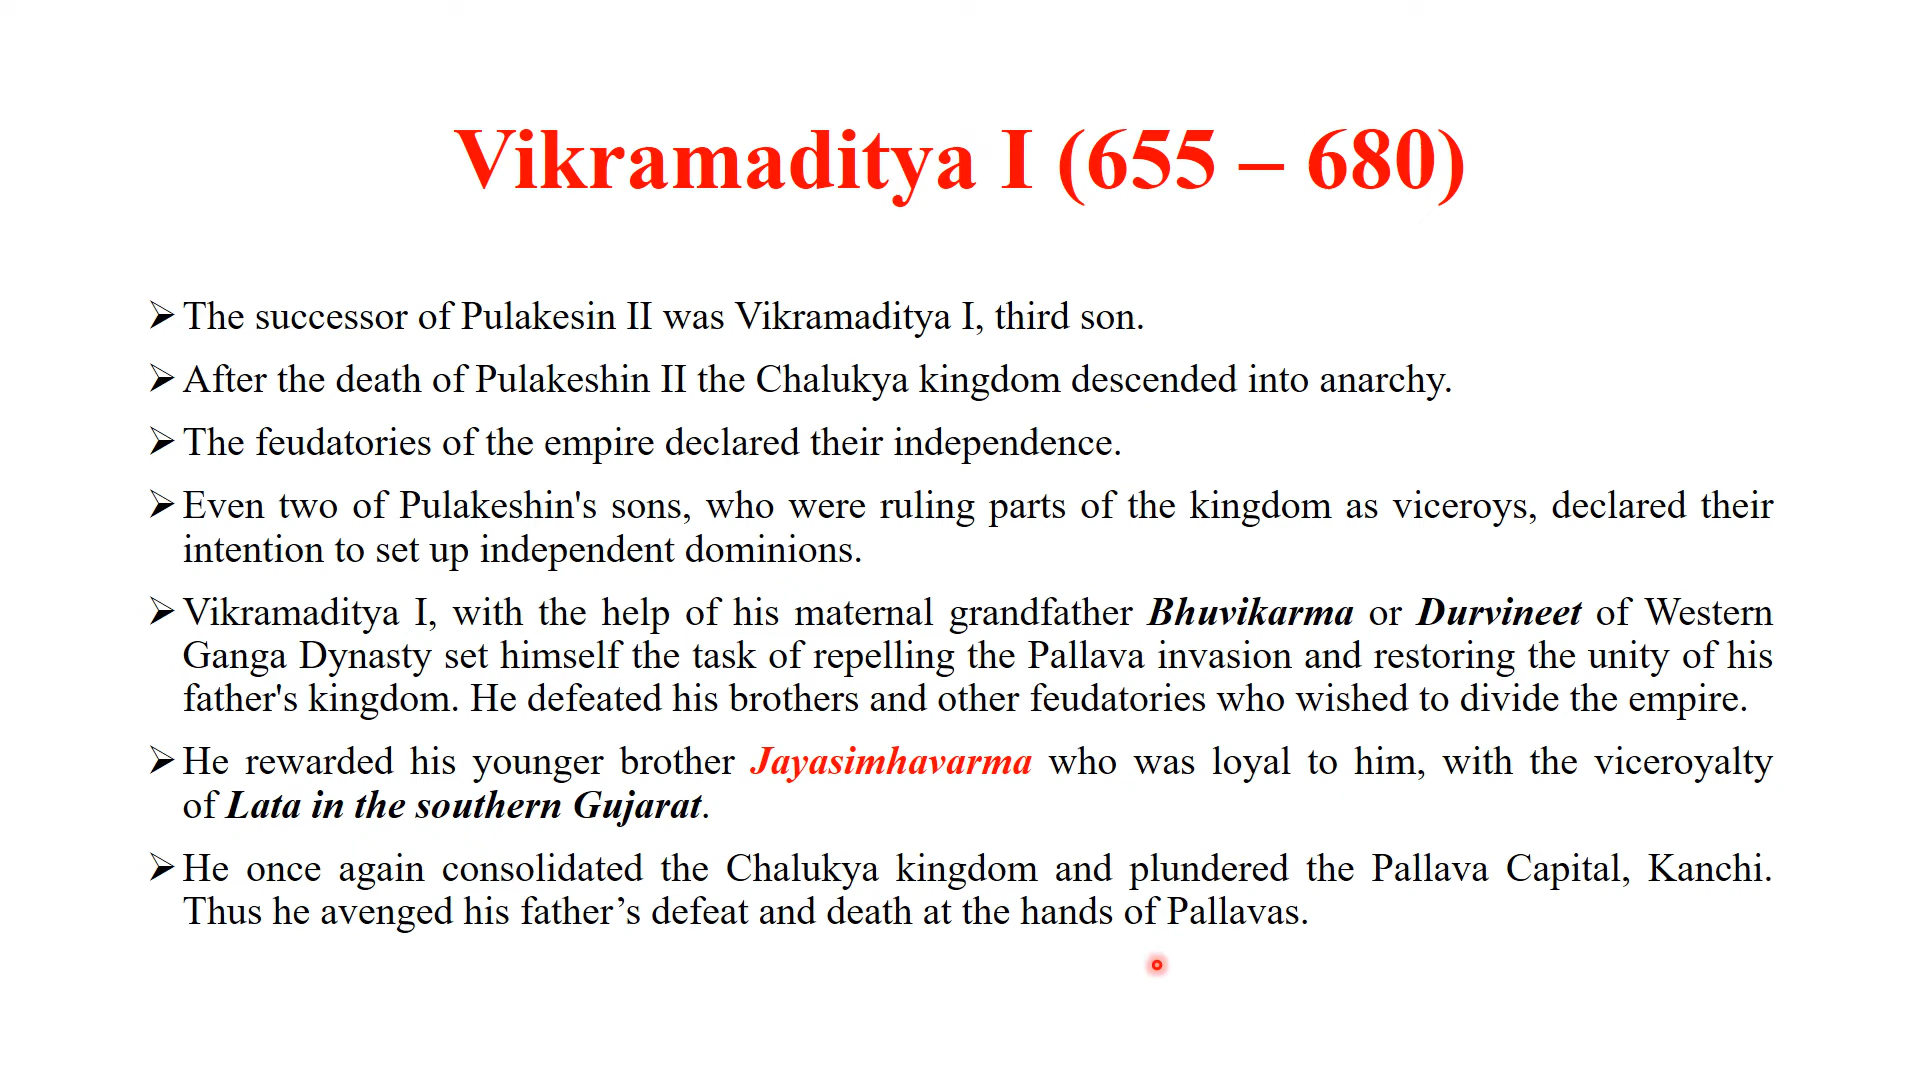 Vikramaditya I (655 – 680)
➢ The successor of Pulakesin II was Vikramaditya I, third son.
➢ After the death of Pulakeshin II the Chalukya kingdom descended into anarchy.
➢ The feudatories of the empire declared their independence.
➢ Even two of Pulakeshin's sons, who were ruling parts of the kingdom as viceroys, declared their
intention to set up independent dominions.
➢ Vikramaditya I, with the help of his maternal grandfather Bhuvikarma or Durvineet of Western
Ganga Dynasty set himself the task of repelling the Pallava invasion and restoring the unity of his
father's kingdom. He defeated his brothers and other feudatories who wished to divide the empire.
➢ He rewarded his younger brother Jayasimhavarma who was loyal to him, with the viceroyalty
of Lata in the southern Gujarat.
➢ He once again consolidated the Chalukya kingdom and plundered the Pallava Capital, Kanchi.
Thus he avenged his father’s defeat and death at the hands of Pallavas.